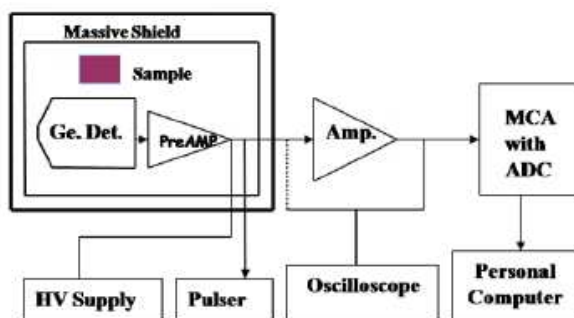 Massive Shield
Sample
Ge. Det.
PreAMP
Amp.
MCA
with
ADC
HV Supply
Pulser
Oscilloscope
Personal
Computer